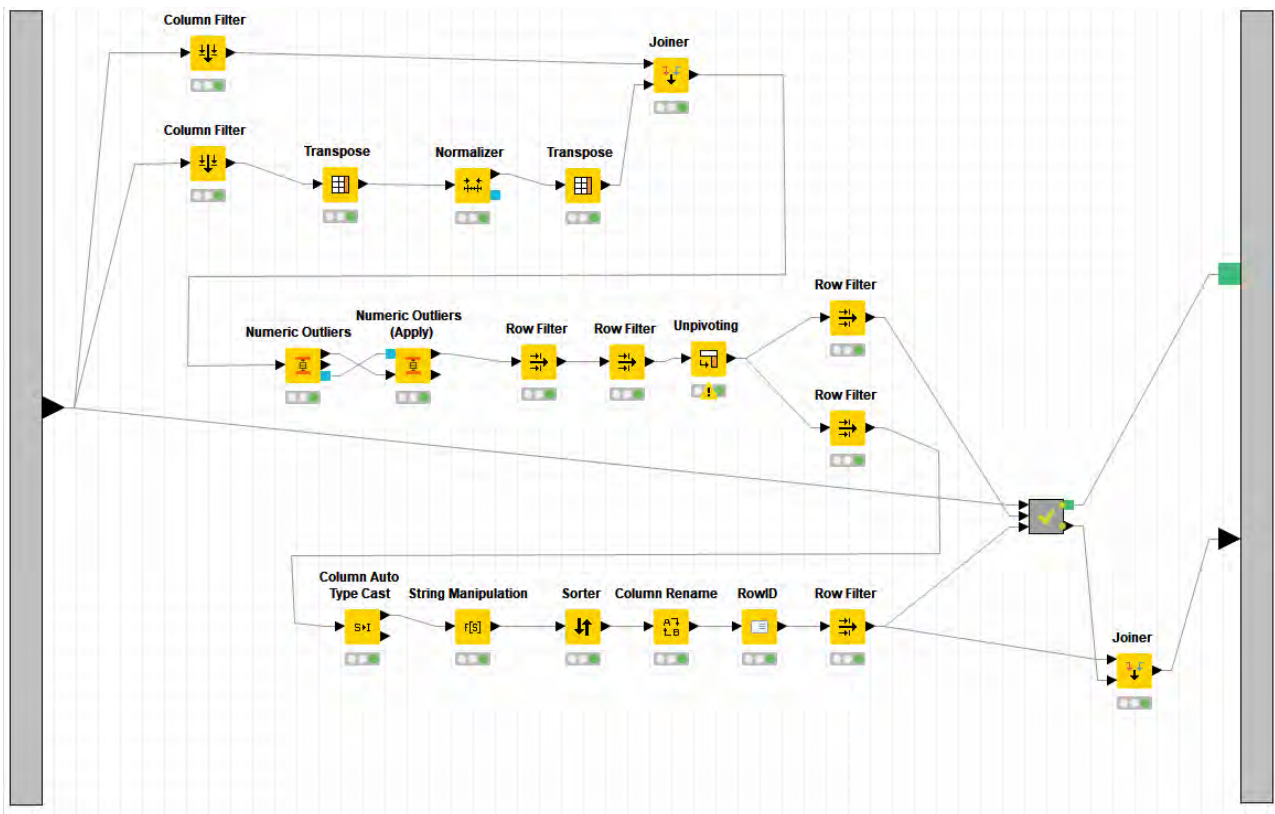 Column Filter
Joiner
Column Filter
Transpose
Normalizer
Transpose
Row Filter
Numeric Outliers
Numeric Outliers
(Apply)
Row Filter
Row Filter
Unpivoting
Row Filter
Column Auto
Type Cast
String Manipulation
Sorter
Column Rename
RowID
Row Filter
Joiner